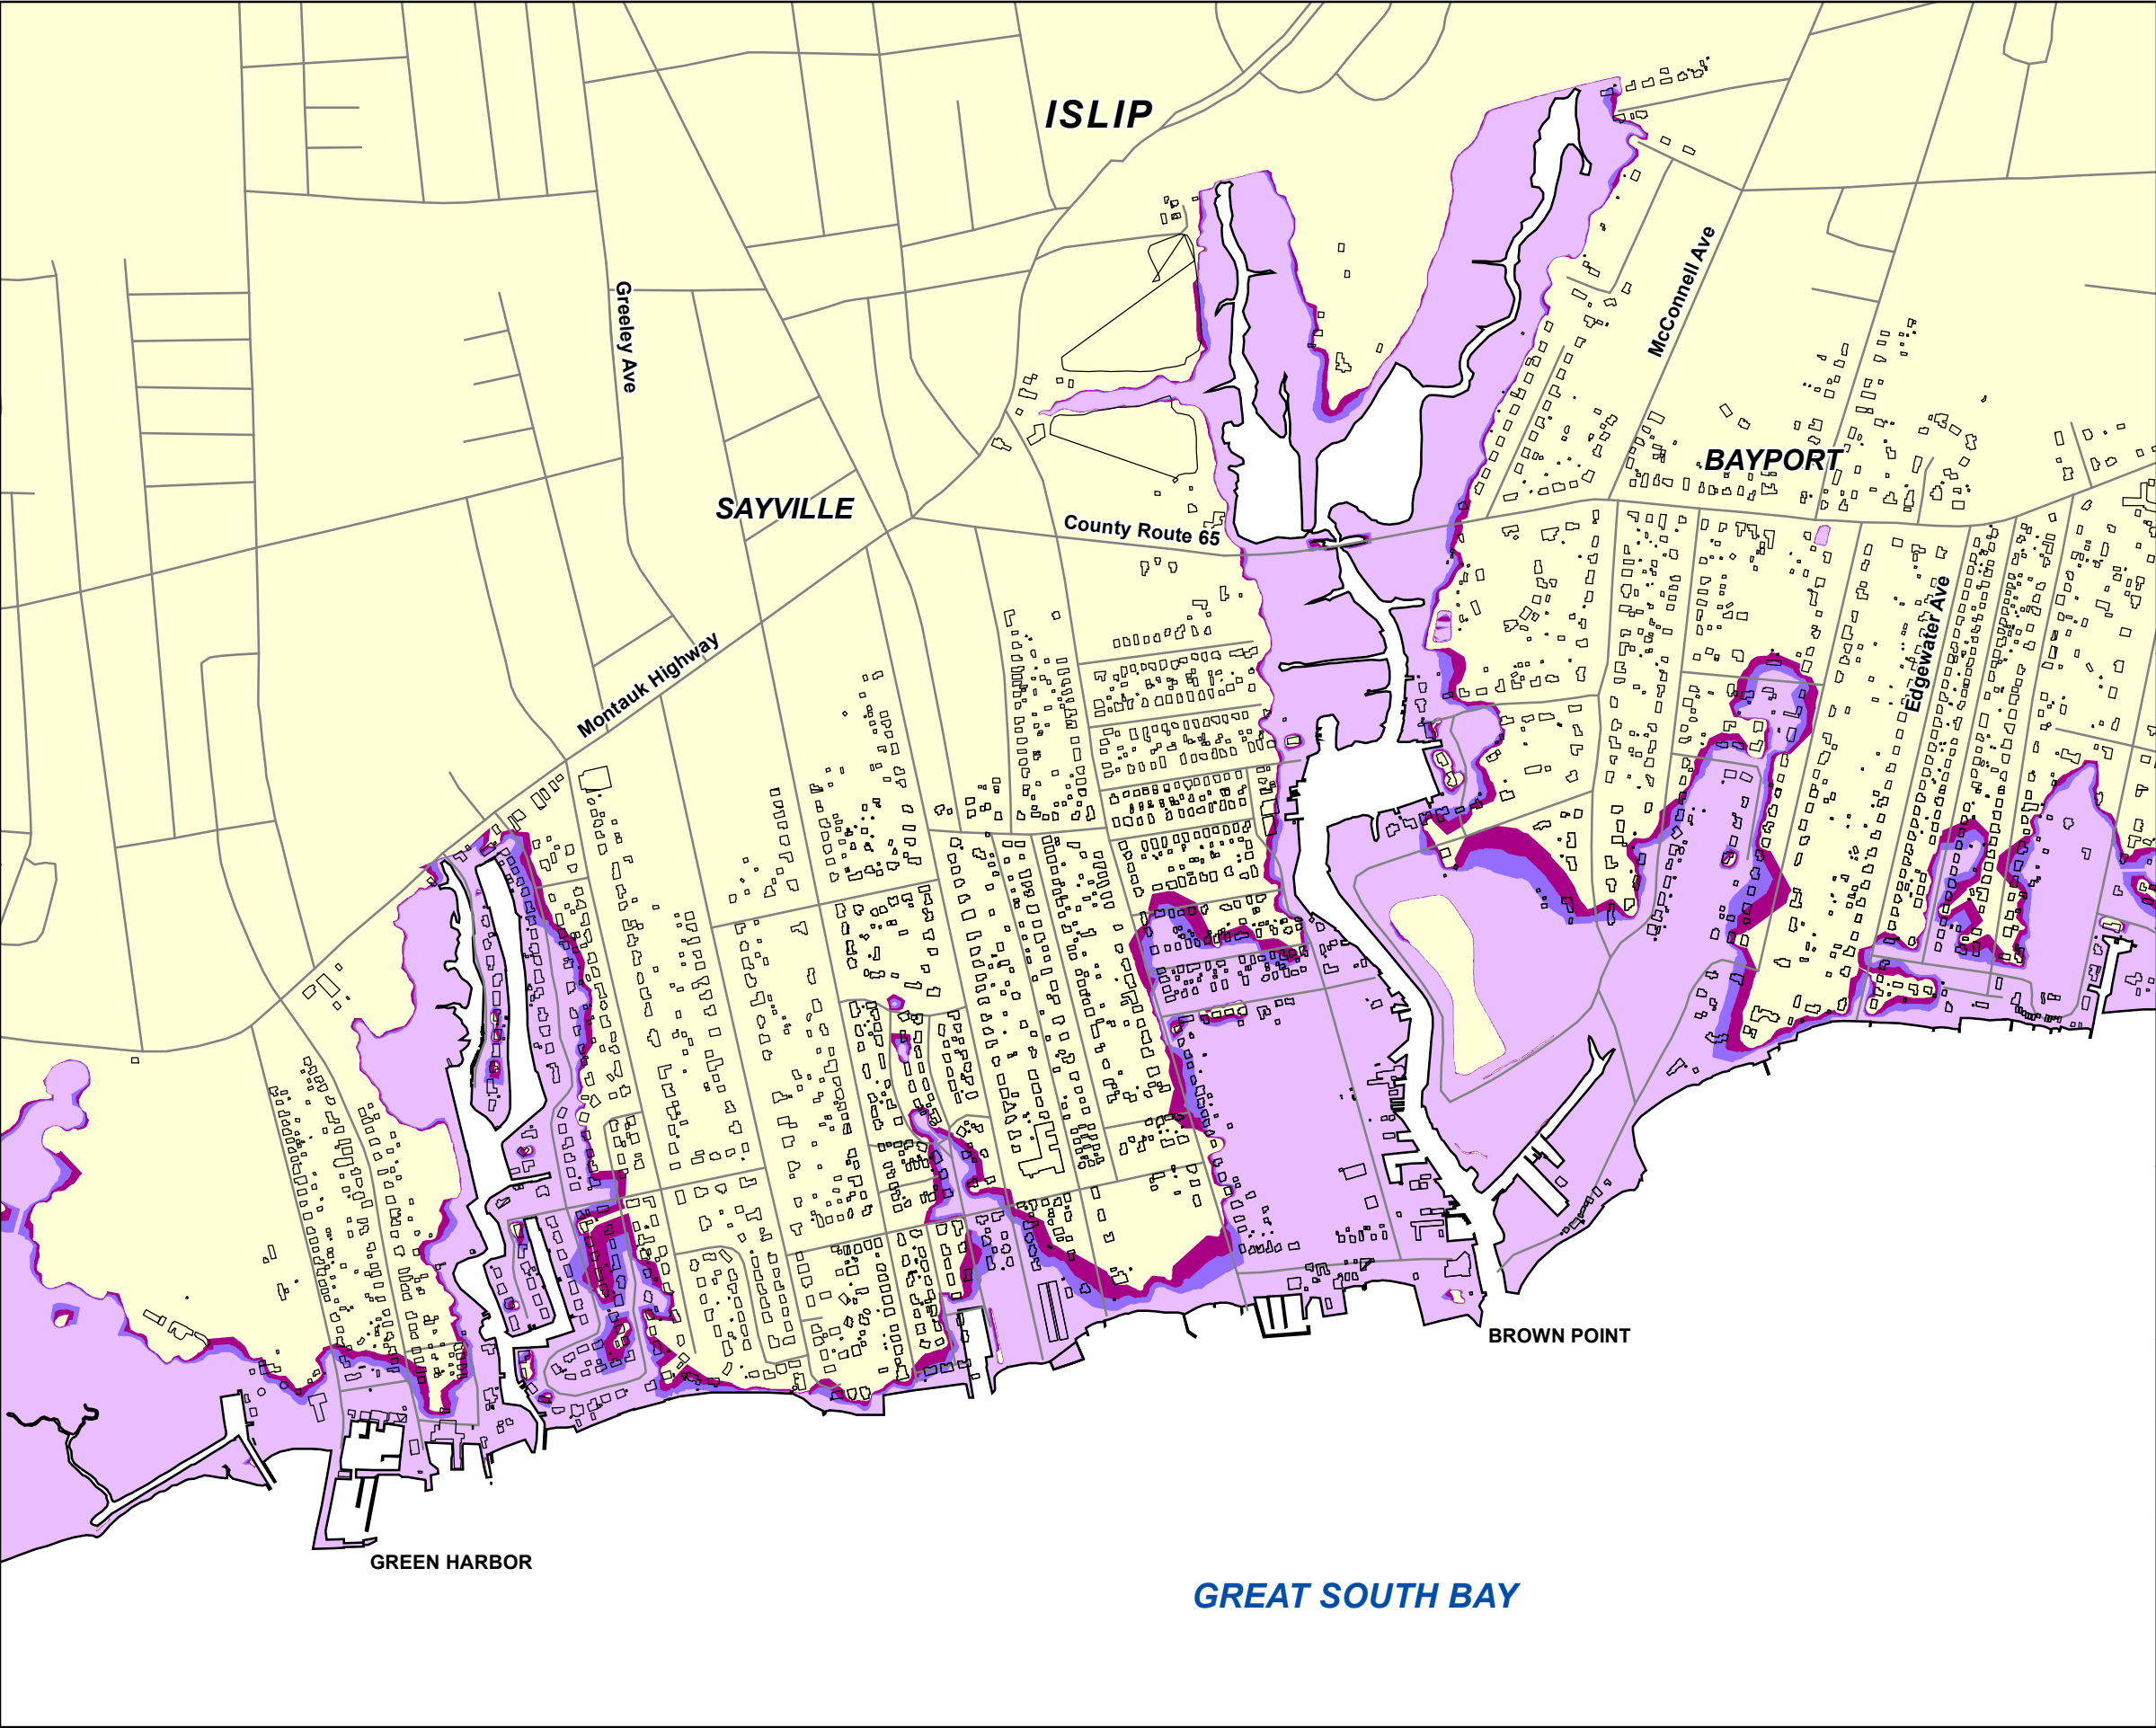 ISLIP
McConnell Ave
Greeley Ave
BAYPORT
SAYVILLE
County Route 65
Edgewater Ave
Montauk Highway
BROWN POINT
GREEN HARBOR
GREAT SOUTH BAY